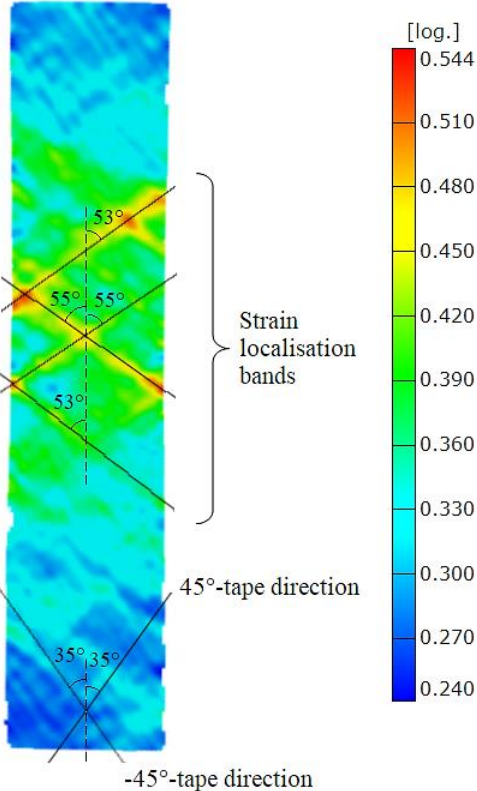 [log.]
0.544
0.510
0.480
0.450
0.420
0.390
0.360
0.330
0.300
0.270
0.240
53°
55° 55°
53°
Strain
localisation
bands
45°-tape direction
35° 35°
-45°-tape direction